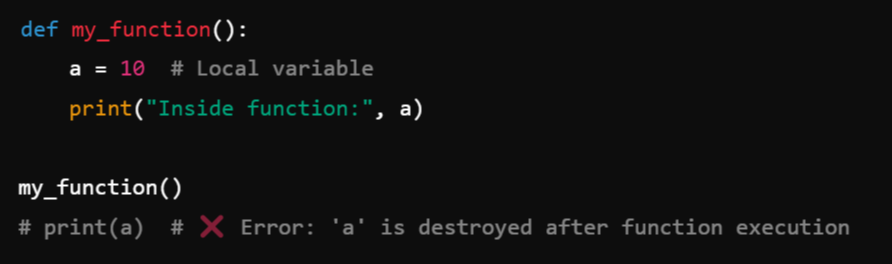 def my_function():
    a = 10  # Local variable
    print("Inside function:", a)
my_function()
# print(a)  # ❌ Error: 'a' is destroyed after function execution